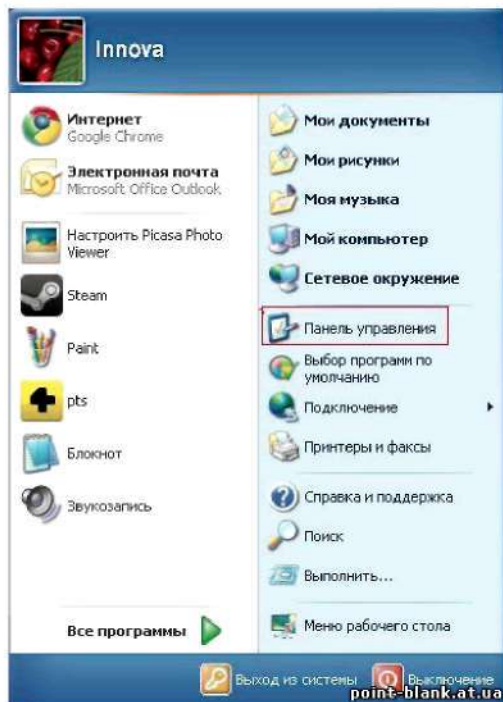 Innova
Интернет
Google Chrome
Электронная почта
Microsoft Office Outlook
Настроить Picasa Photo
Viewer
Steam
Paint
pts
Блокнот
Звукозапись
Все программы
Мои документы
Мои рисунки
Моя музыка
Мой компьютер
Сетевое окружение
Панель управления
Выбор программ по
умолчанию
Подключение
Принтеры и факсы
Справка и поддержка
Поиск
Выполнить...
Меню рабочего стола
Выход из системы
Выключение
point-blank.at.ua